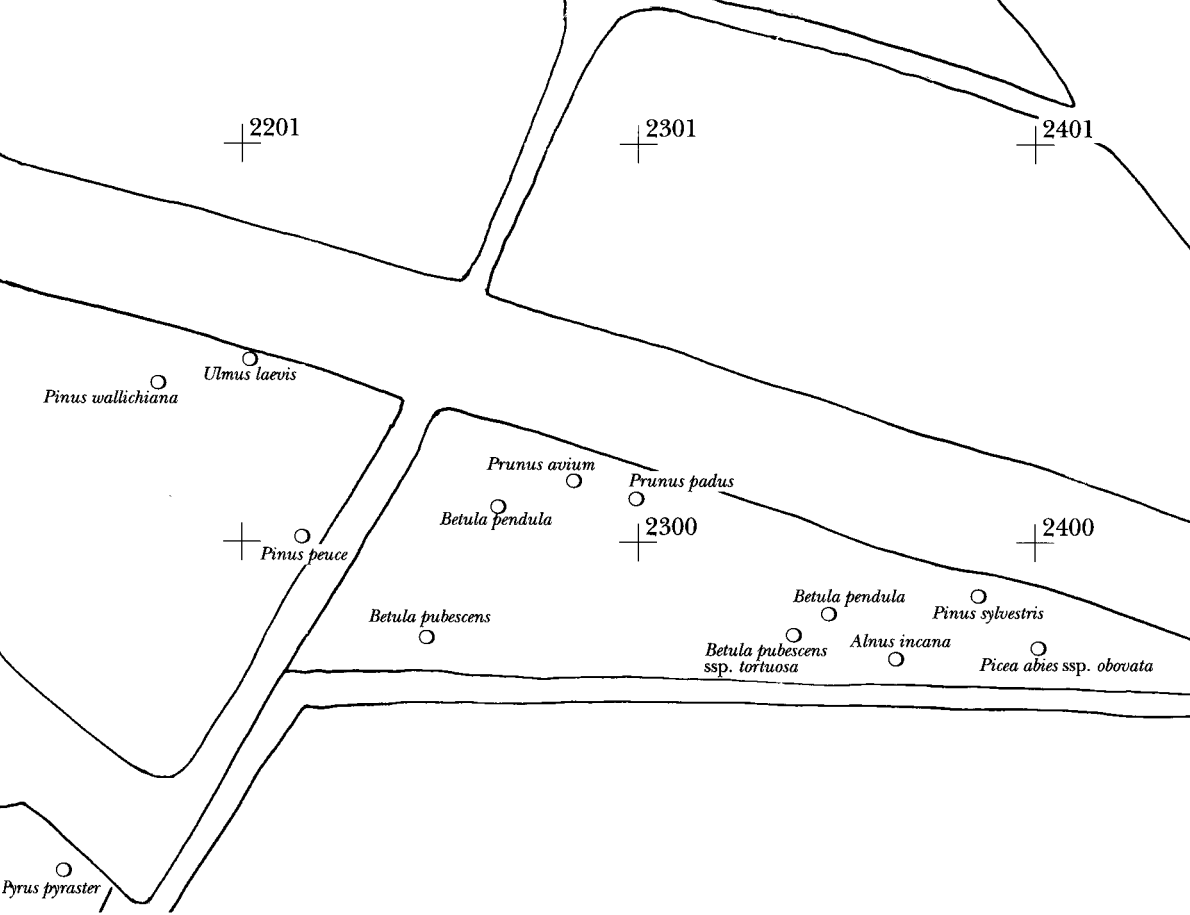 2201
2301
2401
Ulmus laevis
Pinus wallichiana
Prunus avium
Prunus padus
Betula pendula
2300
2400
Pinus peuce
Betula pubescens
Betula pendula
Pinus sylvestris
Alnus incana
Betula pubescens
ssp. tortuosa
Picea abies ssp. obovata
Pyrus pyraster